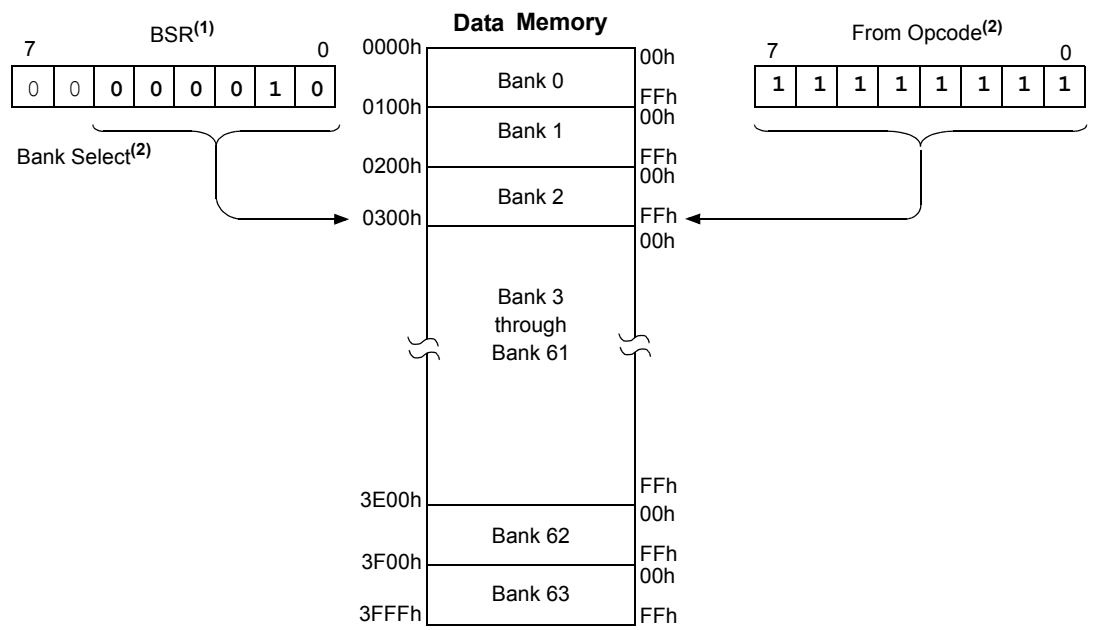 Data Memory
BSR(1)
7 0
0 0 0 0 0 0 1 0
Bank Select(2)
From Opcode(2)
7 0
1 1 1 1 1 1 1 1
0000h 00h
Bank 0
FFh
0100h 00h
Bank 1
FFh
0200h 00h
Bank 2
0300h FFh
00h
Bank 3
through
Bank 61
FFh
3E00h 00h
Bank 62
FFh
3F00h 00h
Bank 63
3FFFh FFh